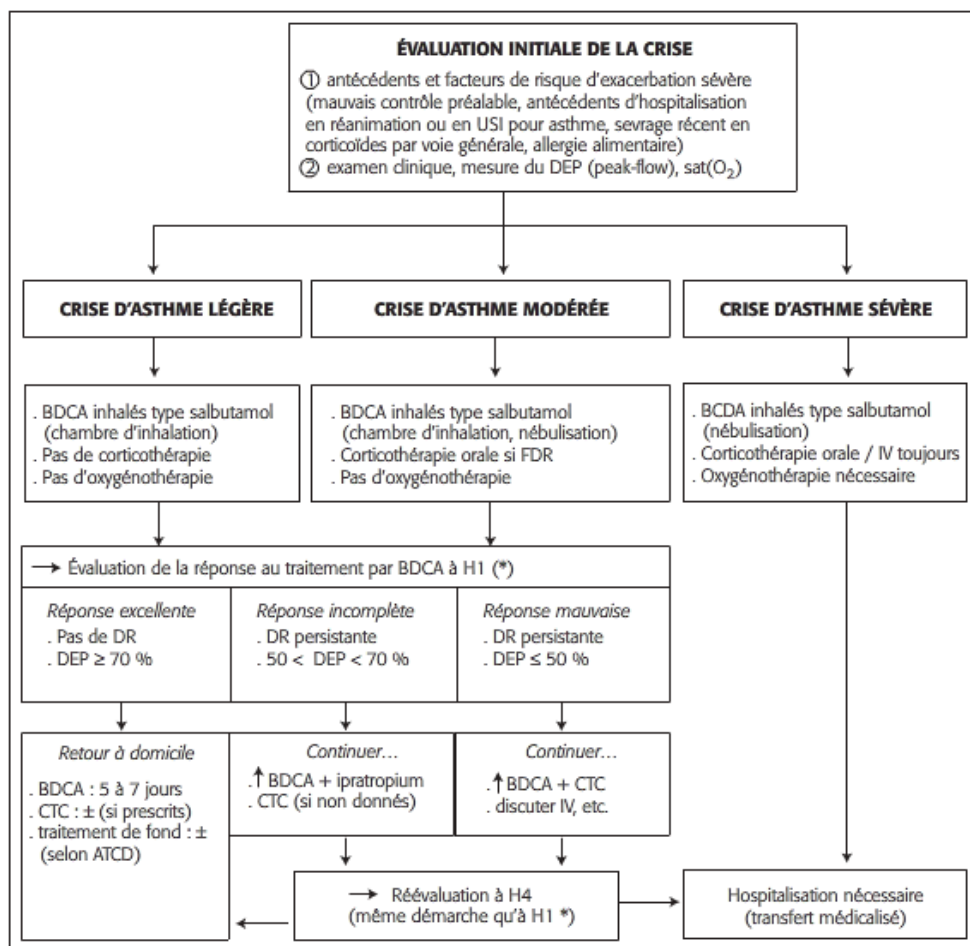 ÉVALUATION INITIALE DE LA CRISE
① antécédents et facteurs de risque d'exacerbation sévère
(mauvais contrôle préalable, antécédents d'hospitalisation
en réanimation ou en USI pour asthme, sevrage récent en
corticoïdes par voie générale, allergie alimentaire)
② examen clinique, mesure du DEP (peak-flow), sat(O₂)
CRISE D'ASTHME LÉGÈRE
CRISE D'ASTHME MODÉRÉE
CRISE D'ASTHME SÉVÈRE
. BDCA inhalés type salbutamol
(chambre d'inhalation)
. Pas de corticothérapie
. Pas d'oxygénothérapie
. BDCA inhalés type salbutamol
(chambre d'inhalation, nébulisation)
. Corticothérapie orale si FDR
. Pas d'oxygénothérapie
. BCDA inhalés type salbutamol
(nébulisation)
. Corticothérapie orale / IV toujours
. Oxygénothérapie nécessaire
→ Évaluation de la réponse au traitement par BDCA à H1 (*)
Réponse excellente
. Pas de DR
. DEP ≥ 70 %
Réponse incomplète
. DR persistante
. 50 < DEP < 70 %
Réponse mauvaise
. DR persistante
. DEP ≤ 50 %
Retour à domicile
. BDCA : 5 à 7 jours
. CTC : ± (si prescrits)
. traitement de fond : ±
(selon ATCD)
Continuer…
. ↑ BDCA + ipratropium
. CTC (si non donnés)
Continuer…
. ↑ BDCA + CTC
. discuter IV, etc.
→ Réévaluation à H4
(même démarche qu'à H1 *)
Hospitalisation nécessaire
(transfert médicalisé)